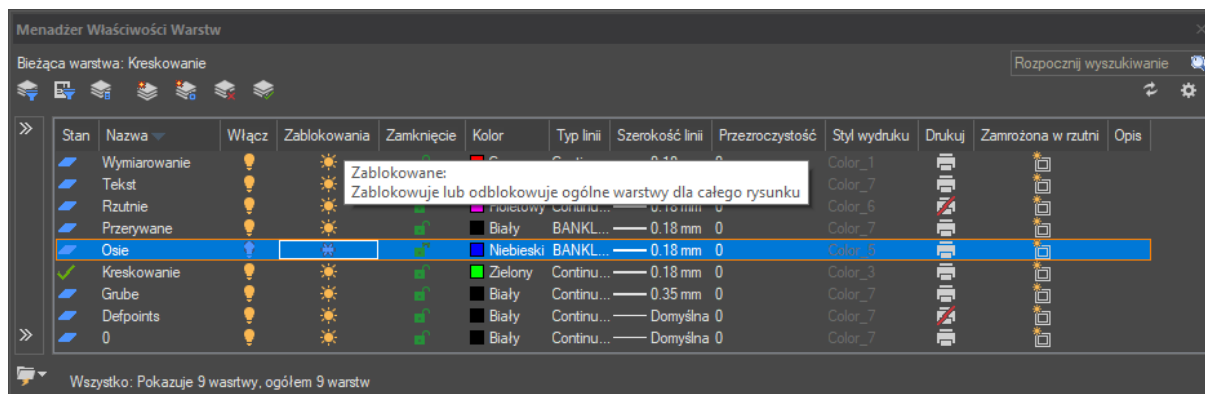 Menadżer Właściwości Warstw
Bieżąca warstwa: Kreskowanie
Rozpocznij wyszukiwanie
Stan Nazwa Włącz Zablokowania Zamknięcie Kolor Typ linii Szerokość linii Przezroczystość Styl wydruku Drukuj Zamrożona w rzutni Opis
Wymiarowanie Color_1
Zablokowane:
Tekst Color_7
Zablokowuje lub odblokowuje ogólne warstwy dla całego rysunku
Rzutnie Fioletowy Continu... 0.18 mm 0 Color_6
Przerywane Biały BANKL... 0.18 mm 0 Color_7
Osie Niebieski BANKL... 0.18 mm 0 Color_5
Kreskowanie Zielony Continu... 0.18 mm 0 Color_3
Grube Biały Continu... 0.35 mm 0 Color_7
Defpoints Biały Continu... Domyślna 0 Color_7
0 Biały Continu... Domyślna 0 Color_7
Wszystko: Pokazuje 9 wasrtwy, ogółem 9 warstw